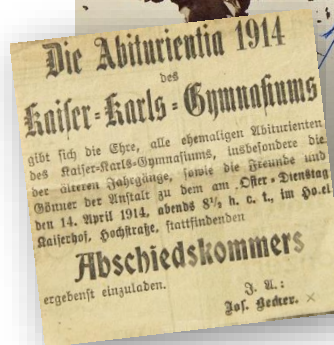 Die Abiturientia 1914
des
Kaiser-Karls-Gymnasiums
gibt sich die Ehre, alle ehemaligen Abiturienten
des Kaiser-Karls-Gymnasiums, insbesondere die
der älteren Jahrgänge, sowie die Freunde und
Gönner der Anstalt zu dem am Oster-Dienstag
den 14. April 1914, abends 8½ h. c. t., im Hotel
Kaiserhof, Hochstraße, stattfindenden
Abschiedskommers
ergebenst einzuladen.
J. A.:
Jos. Becker.